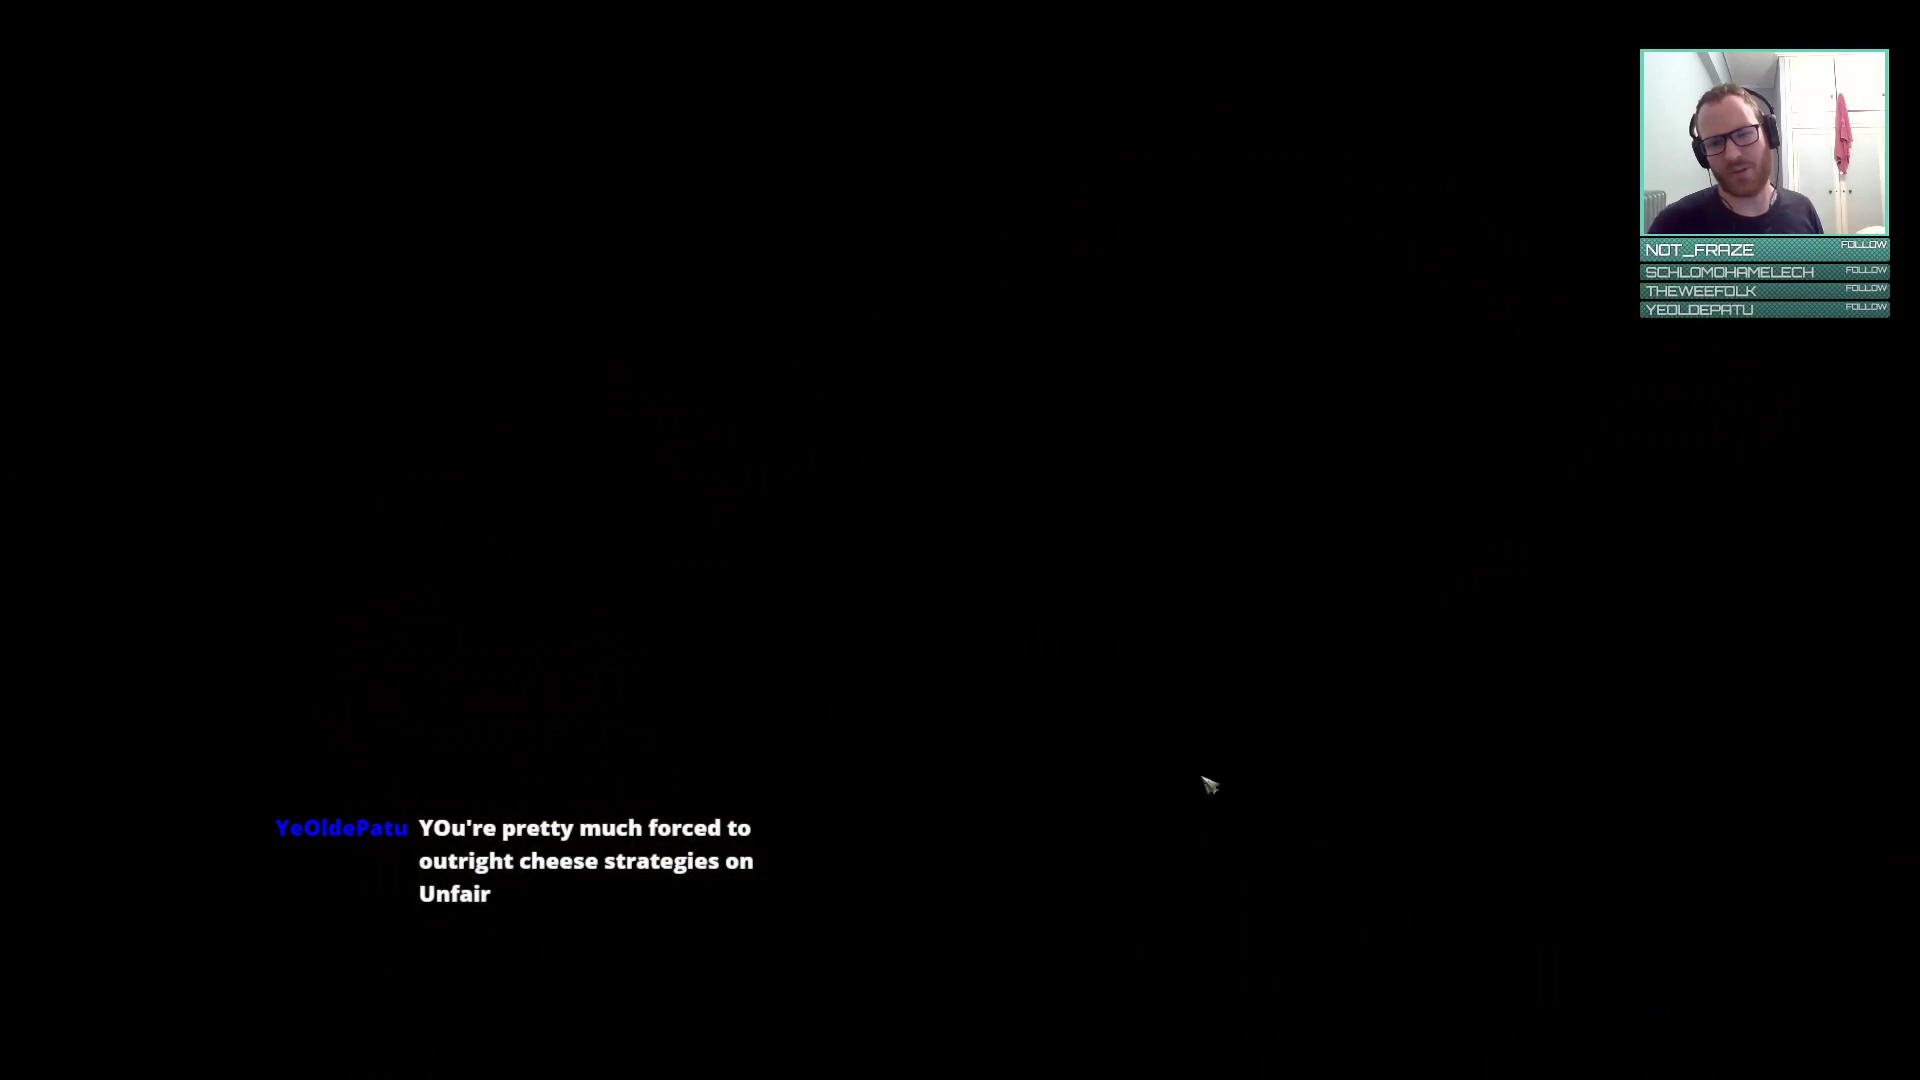 NOT_FRAZE FOLLOW
SCHLOMOHAMELECH FOLLOW
THEWEEFOLK FOLLOW
YEOLDEPATU FOLLOW
YeOldePatu YOu're pretty much forced to
outright cheese strategies on
Unfair